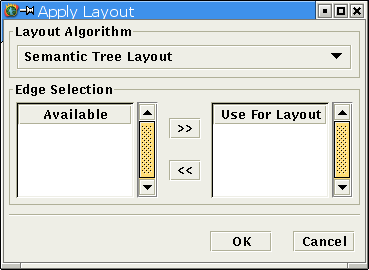 Apply Layout
Layout Algorithm
Semantic Tree Layout
Edge Selection
Available
Use For Layout
>>
<<
OK
Cancel